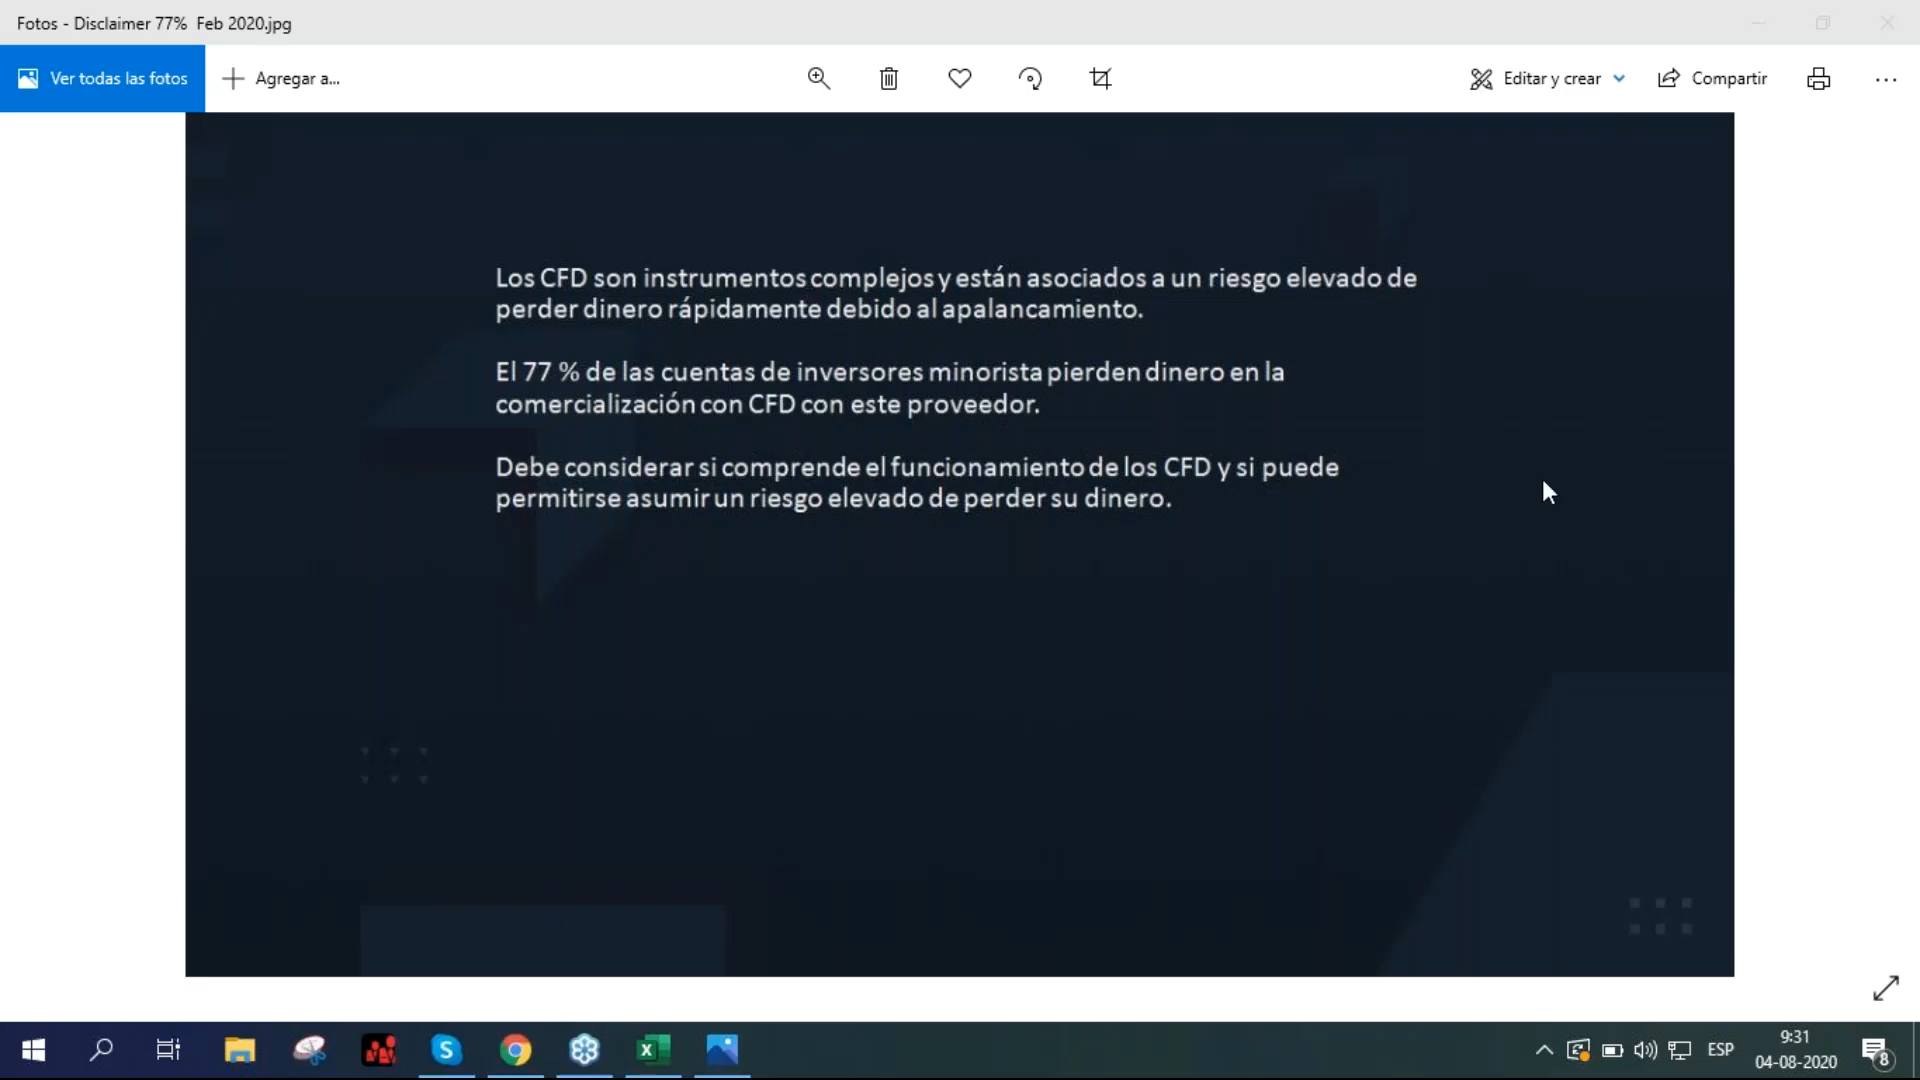 Fotos - Disclaimer 77%  Feb 2020.jpg
Ver todas las fotos
Agregar a...
Editar y crear
Compartir
Los CFD son instrumentos complejos y están asociados a un riesgo elevado de
perder dinero rápidamente debido al apalancamiento.
El 77 % de las cuentas de inversores minorista pierden dinero en la
comercialización con CFD con este proveedor.
Debe considerar si comprende el funcionamiento de los CFD y si puede
permitirse asumir un riesgo elevado de perder su dinero.
ESP
9:31
04-08-2020
8